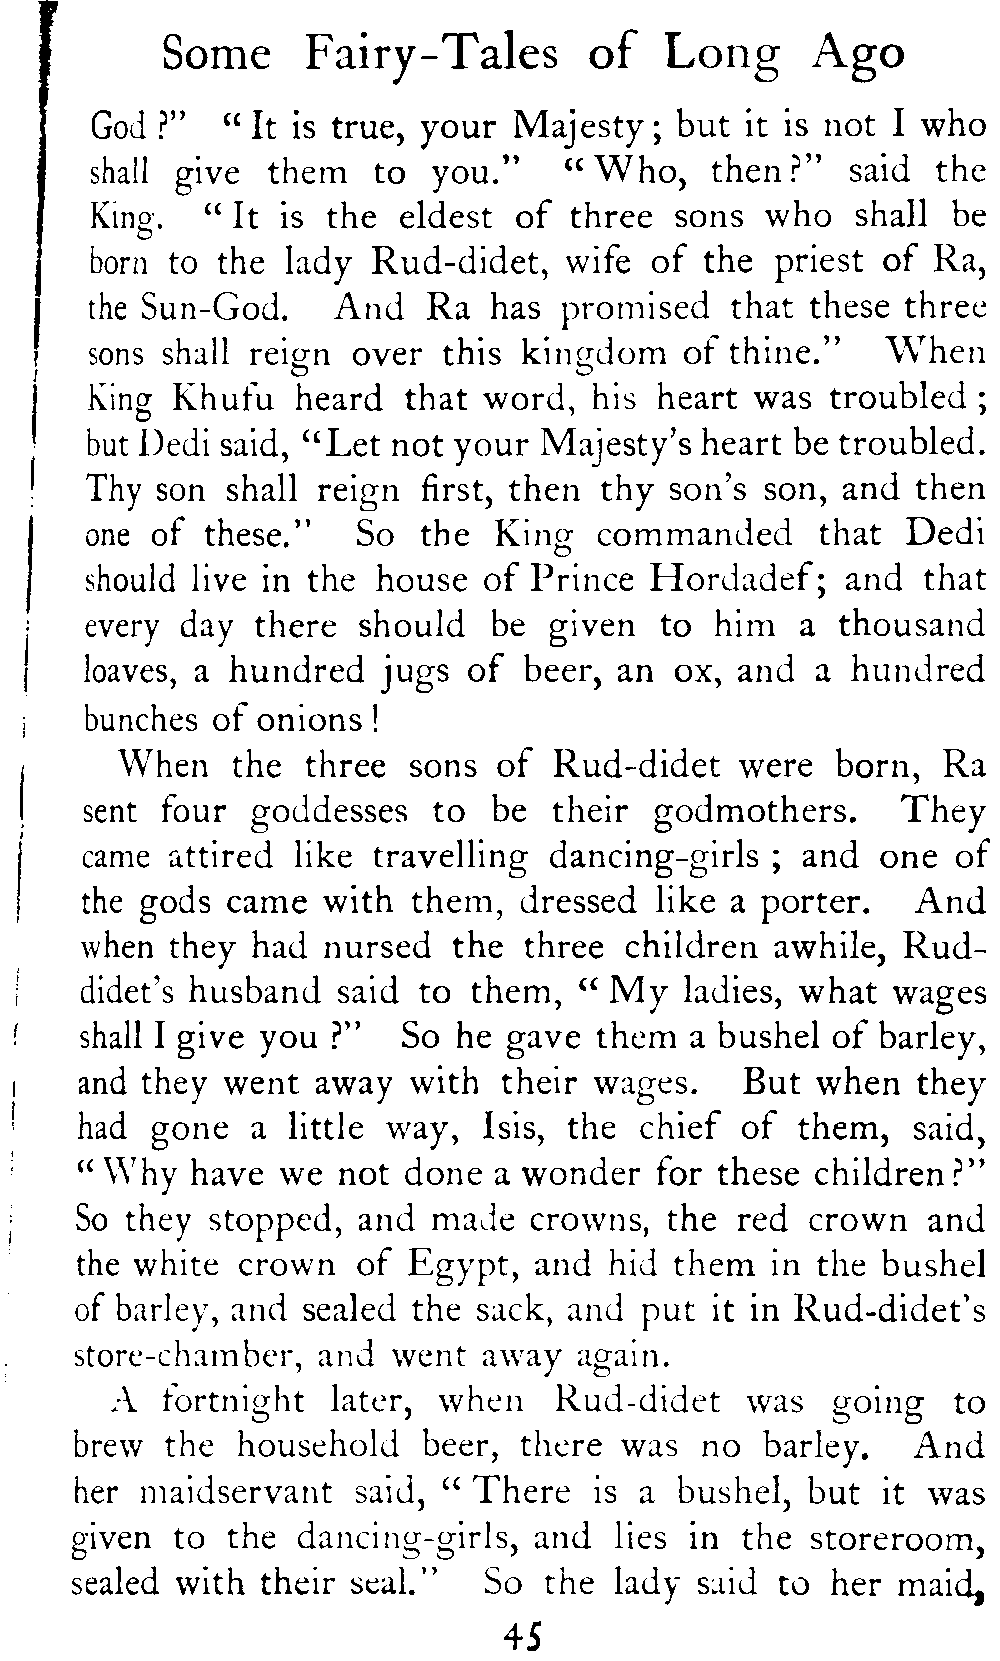 Some Fairy-Tales of Long Ago
God ?” “ It is true, your Majesty ; but it is not I who
shall give them to you.” “ Who, then ?” said the
King. “ It is the eldest of three sons who shall be
born to the lady Rud-didet, wife of the priest of Ra,
the Sun-God. And Ra has promised that these three
sons shall reign over this kingdom of thine.” When
King Khufu heard that word, his heart was troubled ;
but Dedi said, “Let not your Majesty’s heart be troubled.
Thy son shall reign first, then thy son’s son, and then
one of these.” So the King commanded that Dedi
should live in the house of Prince Hordadef; and that
every day there should be given to him a thousand
loaves, a hundred jugs of beer, an ox, and a hundred
bunches of onions !
When the three sons of Rud-didet were born, Ra
sent four goddesses to be their godmothers. They
came attired like travelling dancing-girls ; and one of
the gods came with them, dressed like a porter. And
when they had nursed the three children awhile, Rud-
didet’s husband said to them, “ My ladies, what wages
shall I give you ?” So he gave them a bushel of barley,
and they went away with their wages. But when they
had gone a little way, Isis, the chief of them, said,
“ Why have we not done a wonder for these children ?”
So they stopped, and made crowns, the red crown and
the white crown of Egypt, and hid them in the bushel
of barley, and sealed the sack, and put it in Rud-didet’s
store-chamber, and went away again.
A fortnight later, when Rud-didet was going to
brew the household beer, there was no barley. And
her maidservant said, “ There is a bushel, but it was
given to the dancing-girls, and lies in the storeroom,
sealed with their seal.” So the lady said to her maid,
45